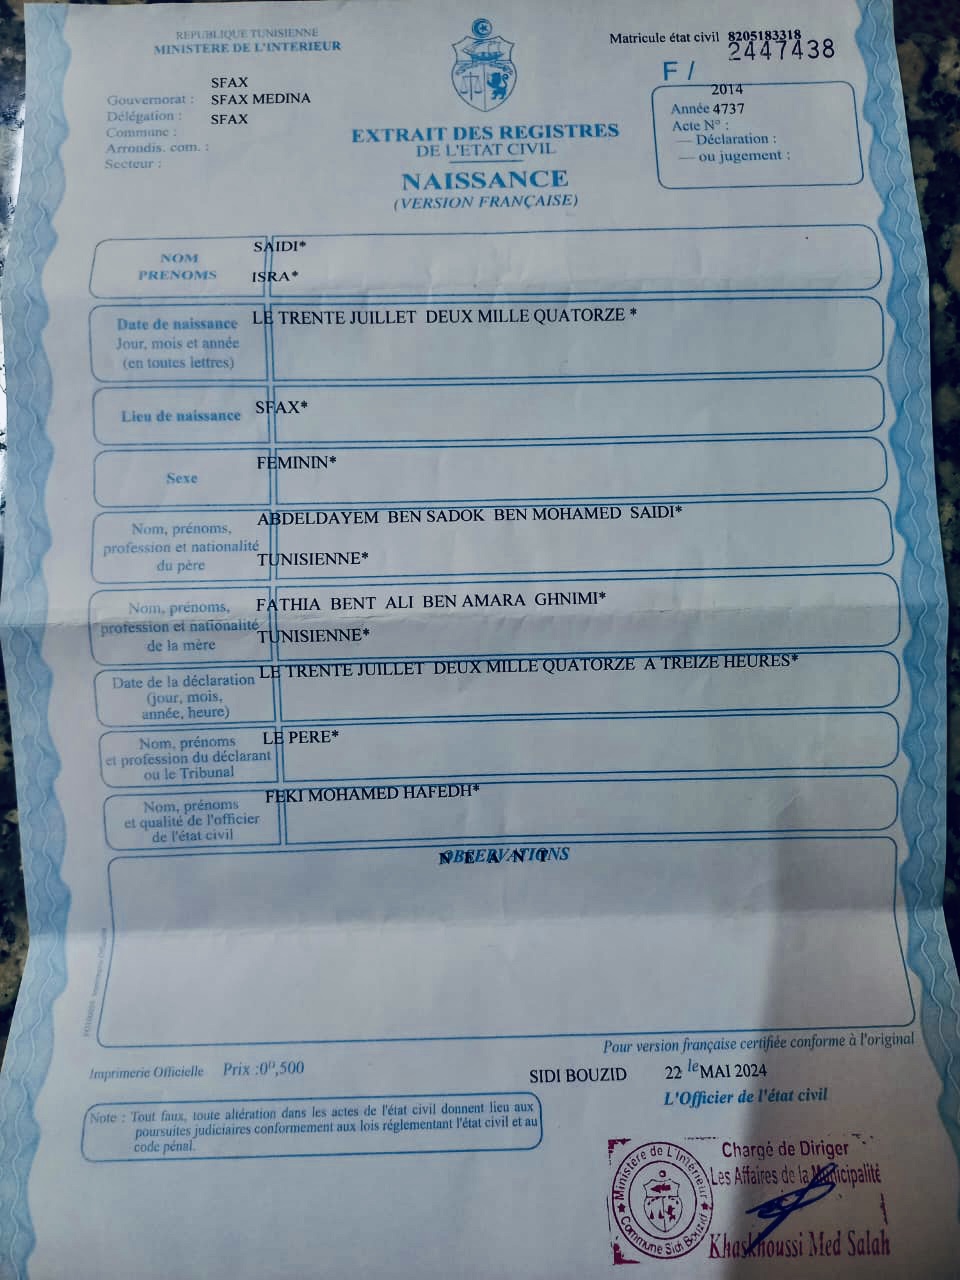 REPUBLIQUE TUNISIENNE
MINISTERE DE L'INTERIEUR
Matricule état civil 8205183318
2447438
F /
SFAX
Gouvernorat : SFAX MEDINA
Délégation : SFAX
Commune :
Arrondis. com. :
Secteur :
2014
Année 4737
Acte N° :
— Déclaration :
— ou jugement :
EXTRAIT DES REGISTRES
DE L'ETAT CIVIL
NAISSANCE
(VERSION FRANÇAISE)
NOM SAIDI*
PRENOMS ISRA*
Date de naissance LE TRENTE JUILLET DEUX MILLE QUATORZE *
Jour, mois et année
(en toutes lettres)
Lieu de naissance SFAX*
Sexe FEMININ*
Nom, prénoms, ABDELDAYEM BEN SADOK BEN MOHAMED SAIDI*
profession et nationalité
du père TUNISIENNE*
Nom, prénoms, FATHIA BENT ALI BEN AMARA GHNIMI*
profession et nationalité
de la mère TUNISIENNE*
Date de la déclaration LE TRENTE JUILLET DEUX MILLE QUATORZE A TREIZE HEURES*
(jour, mois,
année, heure)
Nom, prénoms LE PERE*
et profession du déclarant
ou le Tribunal
Nom, prénoms FEKI MOHAMED HAFEDH*
et qualité de l'officier
de l'état civil
OBSERVATIONS
N E A N T
Pour version française certifiée conforme à l'original
Imprimerie Officielle Prix :0ᴰ,500
SIDI BOUZID 22 le MAI 2024
L'Officier de l'état civil
Note : Tout faux, toute altération dans les actes de l'état civil donnent lieu aux
poursuites judiciaires conformement aux lois réglementant l'état civil et au
code pénal.
Ministère de L'Intérieur
Commune Sidi Bouzid
Chargé de Diriger
Les Affaires de la Municipalité
Khaskhoussi Med Salah